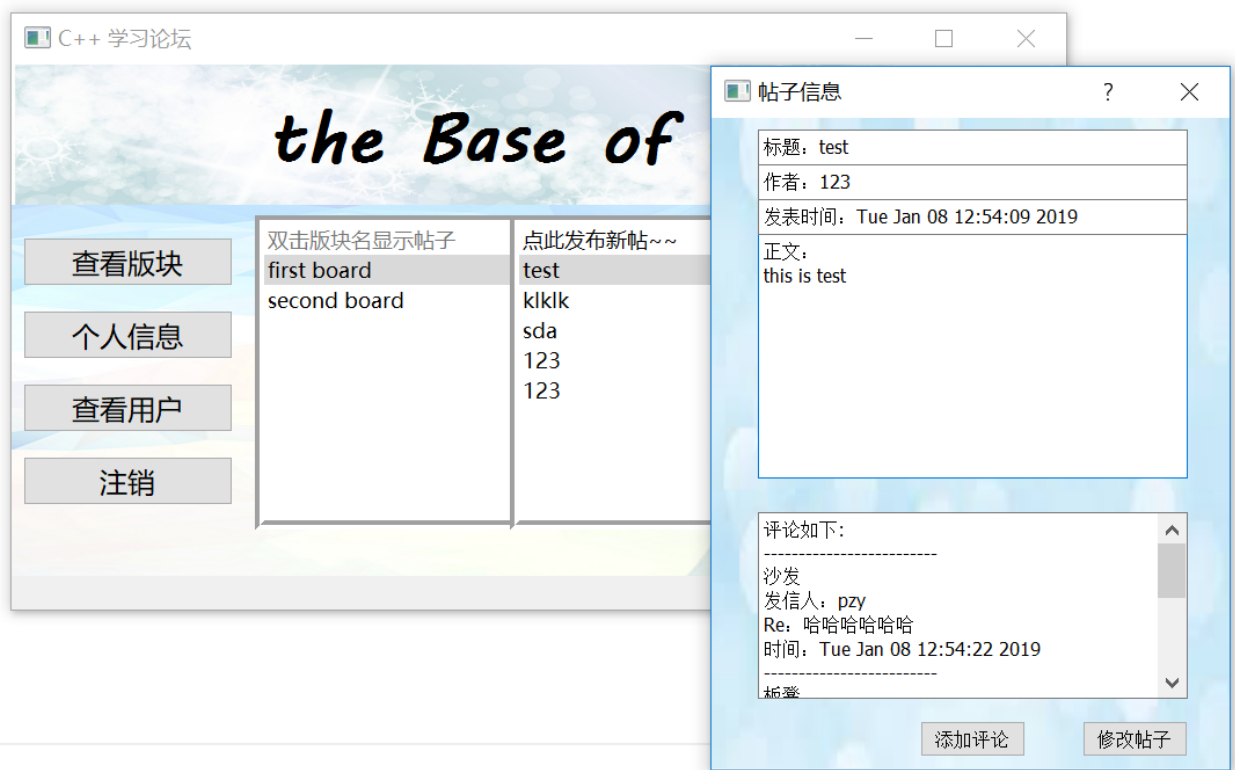 C++ 学习论坛
the Base of
查看版块
个人信息
查看用户
注销
双击版块名显示帖子
first board
second board
点此发布新帖~~
test
klklk
sda
123
123
帖子信息
?
标题：test
作者：123
发表时间：Tue Jan 08 12:54:09 2019
正文：
this is test
评论如下：
-------------------------
沙发
发信人：pzy
Re：哈哈哈哈哈哈
时间：Tue Jan 08 12:54:22 2019
-------------------------
板凳
添加评论
修改帖子